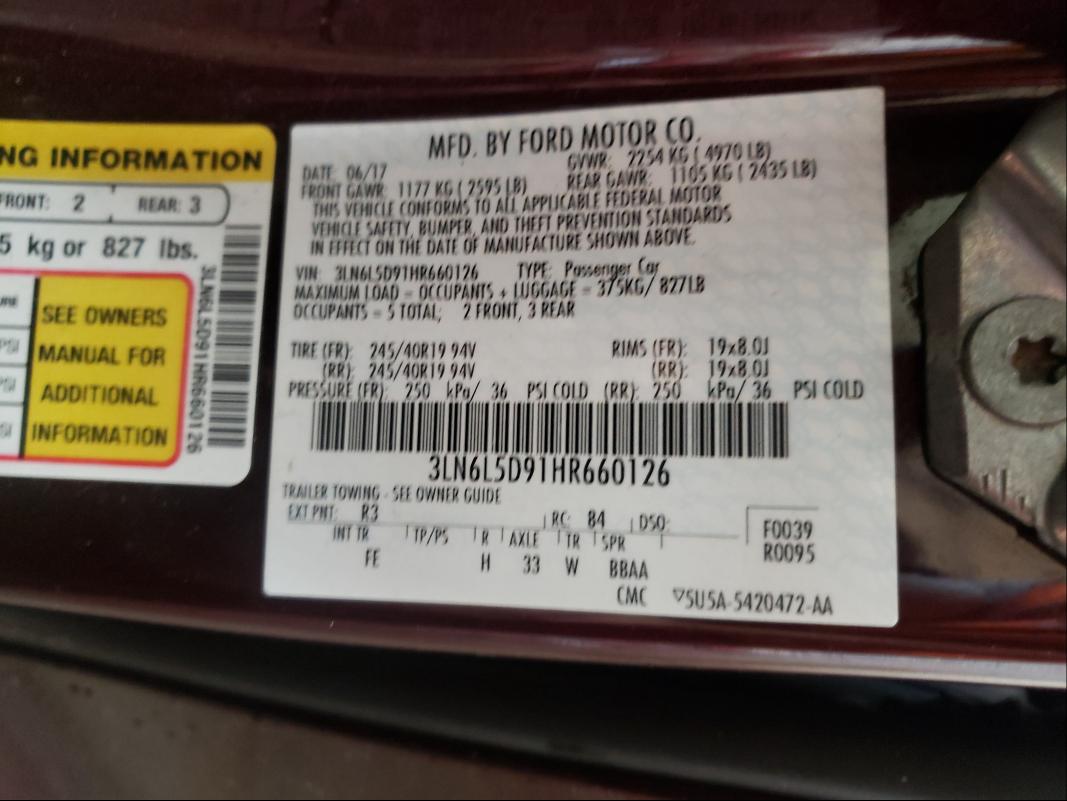 NG INFORMATION
FRONT: 2 REAR: 3
5 kg or 827 lbs.
SEE OWNERS
MANUAL FOR
ADDITIONAL
INFORMATION
PSI
PSI
SI
3LN6L5D91HR660126
MFD. BY FORD MOTOR CO.
DATE: 06/17 GVWR: 2254 KG ( 4970 LB)
FRONT GAWR: 1177 KG ( 2595 LB) REAR GAWR: 1105 KG ( 2435 LB)
THIS VEHICLE CONFORMS TO ALL APPLICABLE FEDERAL MOTOR
VEHICLE SAFETY, BUMPER, AND THEFT PREVENTION STANDARDS
IN EFFECT ON THE DATE OF MANUFACTURE SHOWN ABOVE.
VIN: 3LN6L5D91HR660126 TYPE: Passenger Car
MAXIMUM LOAD = OCCUPANTS + LUGGAGE = 375KG/ 827LB
OCCUPANTS = 5 TOTAL; 2 FRONT, 3 REAR
TIRE (FR): 245/40R19 94V RIMS (FR): 19x8.0J
(RR): 245/40R19 94V (RR): 19x8.0J
PRESSURE (FR): 250 kPa/ 36 PSI COLD (RR): 250 kPa/ 36 PSI COLD
3LN6L5D91HR660126
TRAILER TOWING - SEE OWNER GUIDE
EXT PNT: R3 RC: 84 DSO:
INT TR TP/PS R AXLE TR SPR
FE H 33 W BBAA
F0039
R0095
CMC ▽5U5A-5420472-AA